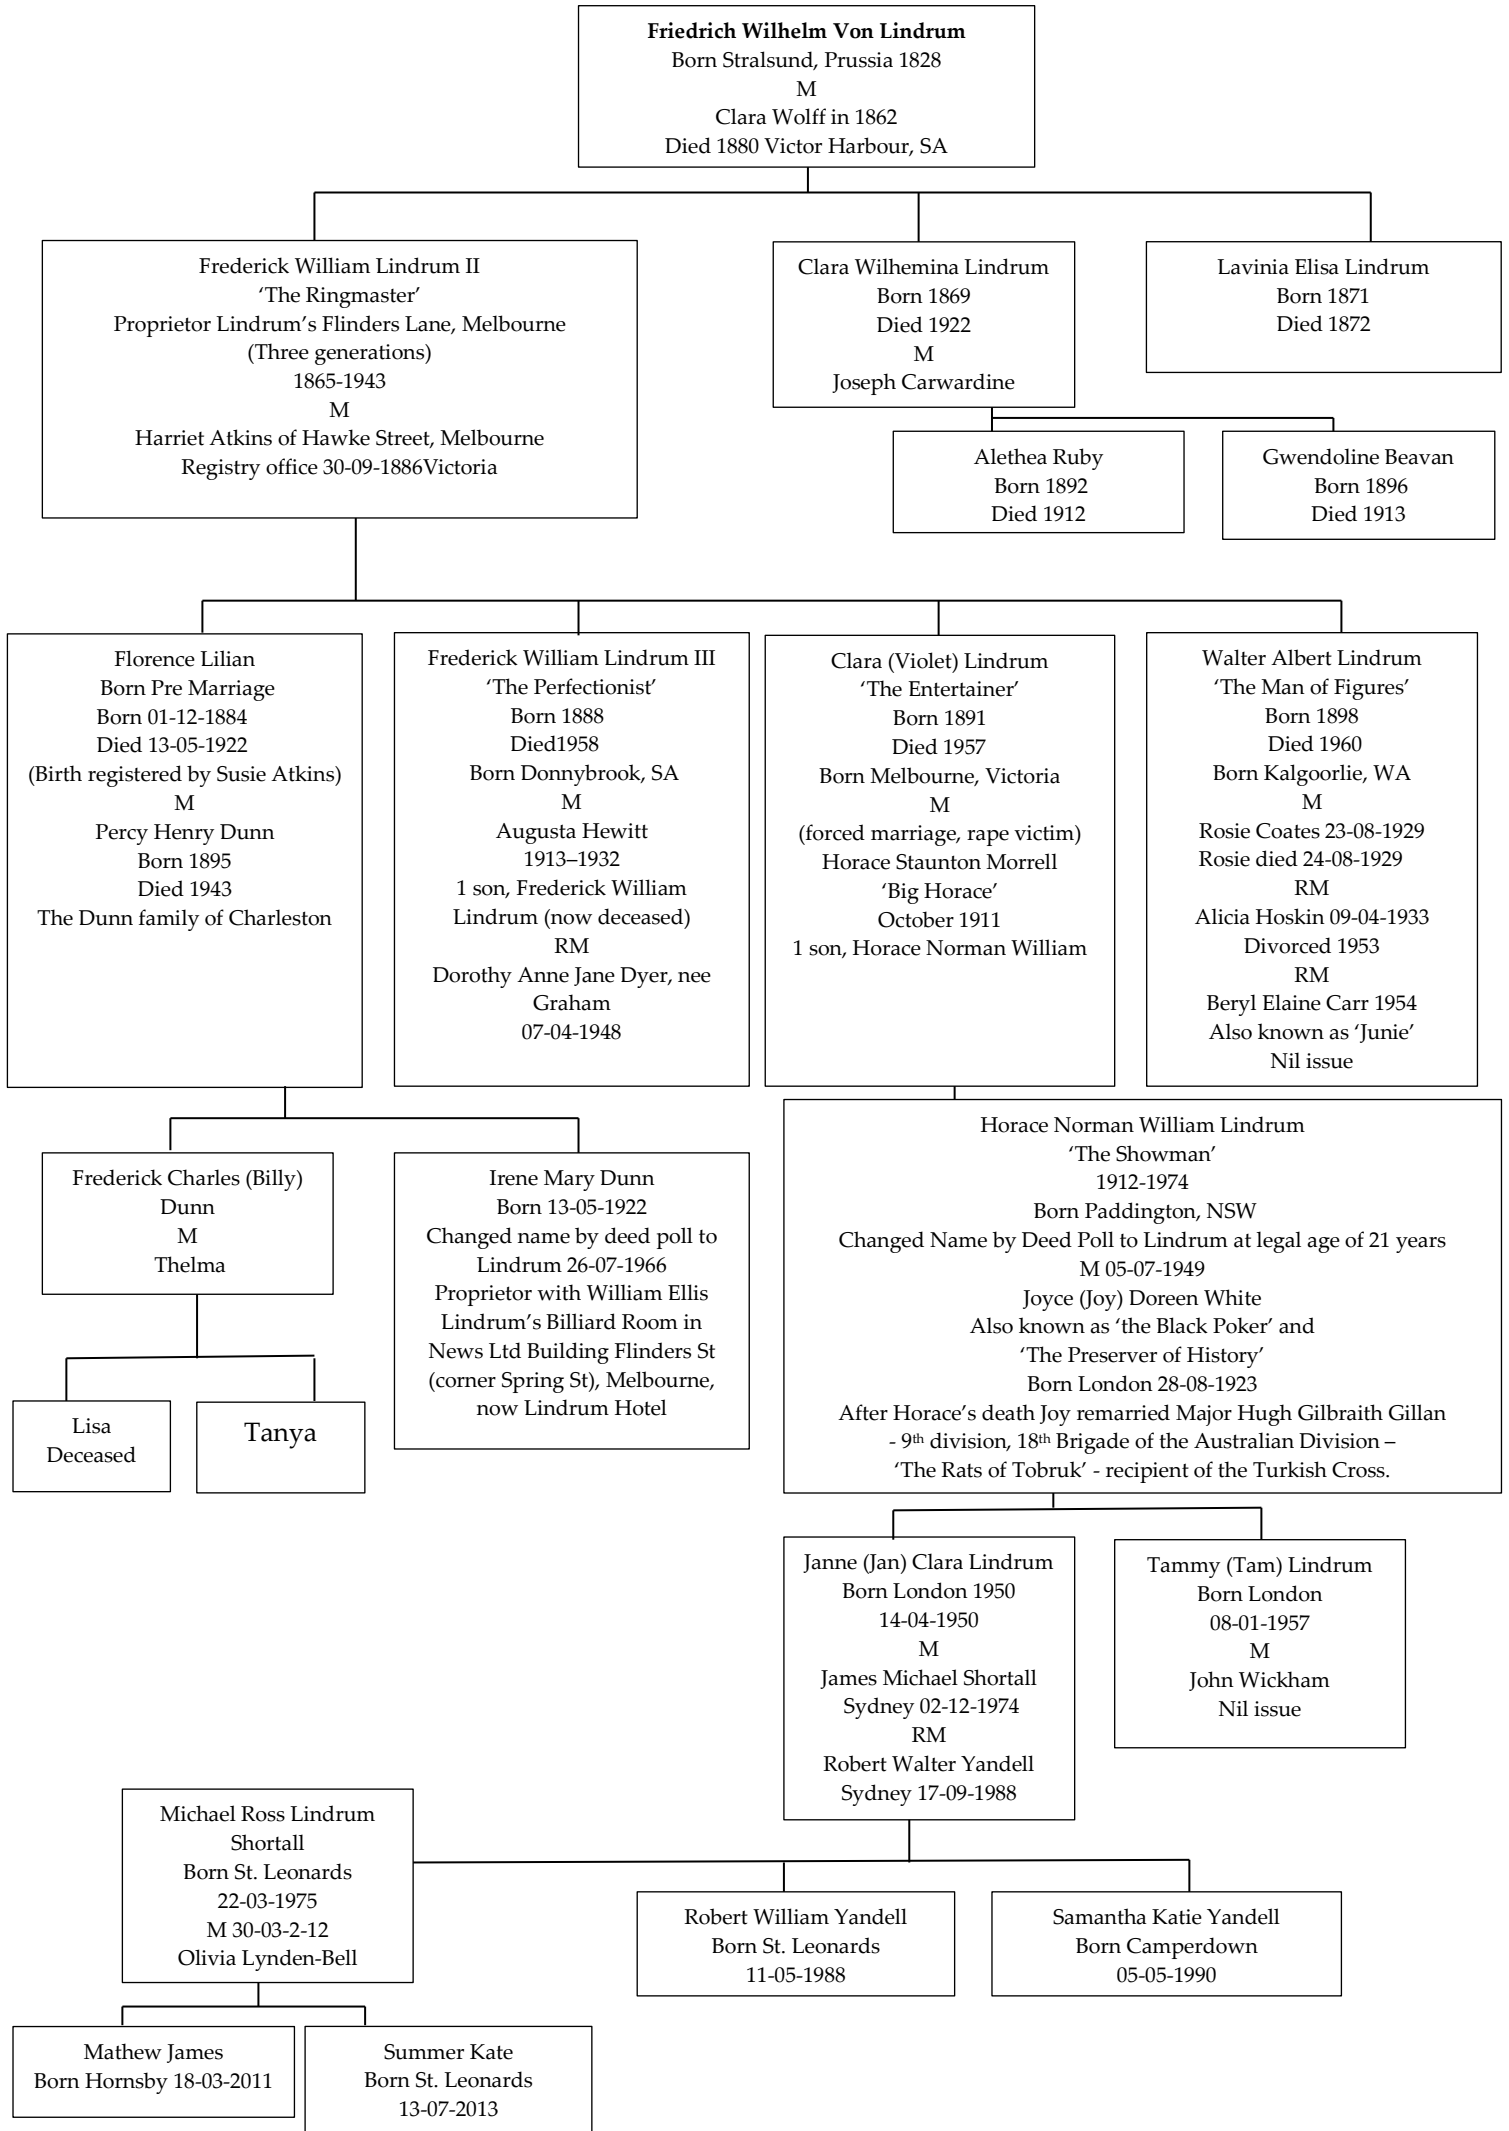 Friedrich Wilhelm Von Lindrum
Born Stralsund, Prussia 1828
M
Clara Wolff in 1862
Died 1880 Victor Harbour, SA
Frederick William Lindrum II
‘The Ringmaster’
Proprietor Lindrum’s Flinders Lane, Melbourne
(Three generations)
1865-1943
M
Harriet Atkins of Hawke Street, Melbourne
Registry office 30-09-1886Victoria
Clara Wilhemina Lindrum
Born 1869
Died 1922
M
Joseph Carwardine
Lavinia Elisa Lindrum
Born 1871
Died 1872
Alethea Ruby
Born 1892
Died 1912
Gwendoline Beavan
Born 1896
Died 1913
Florence Lilian
Born Pre Marriage
Born 01-12-1884
Died 13-05-1922
(Birth registered by Susie Atkins)
M
Percy Henry Dunn
Born 1895
Died 1943
The Dunn family of Charleston
Frederick William Lindrum III
‘The Perfectionist’
Born 1888
Died1958
Born Donnybrook, SA
M
Augusta Hewitt
1913–1932
1 son, Frederick William
Lindrum (now deceased)
RM
Dorothy Anne Jane Dyer, nee
Graham
07-04-1948
Clara (Violet) Lindrum
‘The Entertainer’
Born 1891
Died 1957
Born Melbourne, Victoria
M
(forced marriage, rape victim)
Horace Staunton Morrell
‘Big Horace’
October 1911
1 son, Horace Norman William
Walter Albert Lindrum
‘The Man of Figures’
Born 1898
Died 1960
Born Kalgoorlie, WA
M
Rosie Coates 23-08-1929
Rosie died 24-08-1929
RM
Alicia Hoskin 09-04-1933
Divorced 1953
RM
Beryl Elaine Carr 1954
Also known as ‘Junie’
Nil issue
Frederick Charles (Billy)
Dunn
M
Thelma
Irene Mary Dunn
Born 13-05-1922
Changed name by deed poll to
Lindrum 26-07-1966
Proprietor with William Ellis
Lindrum’s Billiard Room in
News Ltd Building Flinders St
(corner Spring St), Melbourne,
now Lindrum Hotel
Horace Norman William Lindrum
‘The Showman’
1912-1974
Born Paddington, NSW
Changed Name by Deed Poll to Lindrum at legal age of 21 years
M 05-07-1949
Joyce (Joy) Doreen White
Also known as ‘the Black Poker’ and
‘The Preserver of History’
Born London 28-08-1923
After Horace’s death Joy remarried Major Hugh Gilbraith Gillan
- 9th division, 18th Brigade of the Australian Division –
‘The Rats of Tobruk’ - recipient of the Turkish Cross.
Lisa
Deceased
Tanya
Janne (Jan) Clara Lindrum
Born London 1950
14-04-1950
M
James Michael Shortall
Sydney 02-12-1974
RM
Robert Walter Yandell
Sydney 17-09-1988
Tammy (Tam) Lindrum
Born London
08-01-1957
M
John Wickham
Nil issue
Michael Ross Lindrum
Shortall
Born St. Leonards
22-03-1975
M 30-03-2-12
Olivia Lynden-Bell
Robert William Yandell
Born St. Leonards
11-05-1988
Samantha Katie Yandell
Born Camperdown
05-05-1990
Mathew James
Born Hornsby 18-03-2011
Summer Kate
Born St. Leonards
13-07-2013